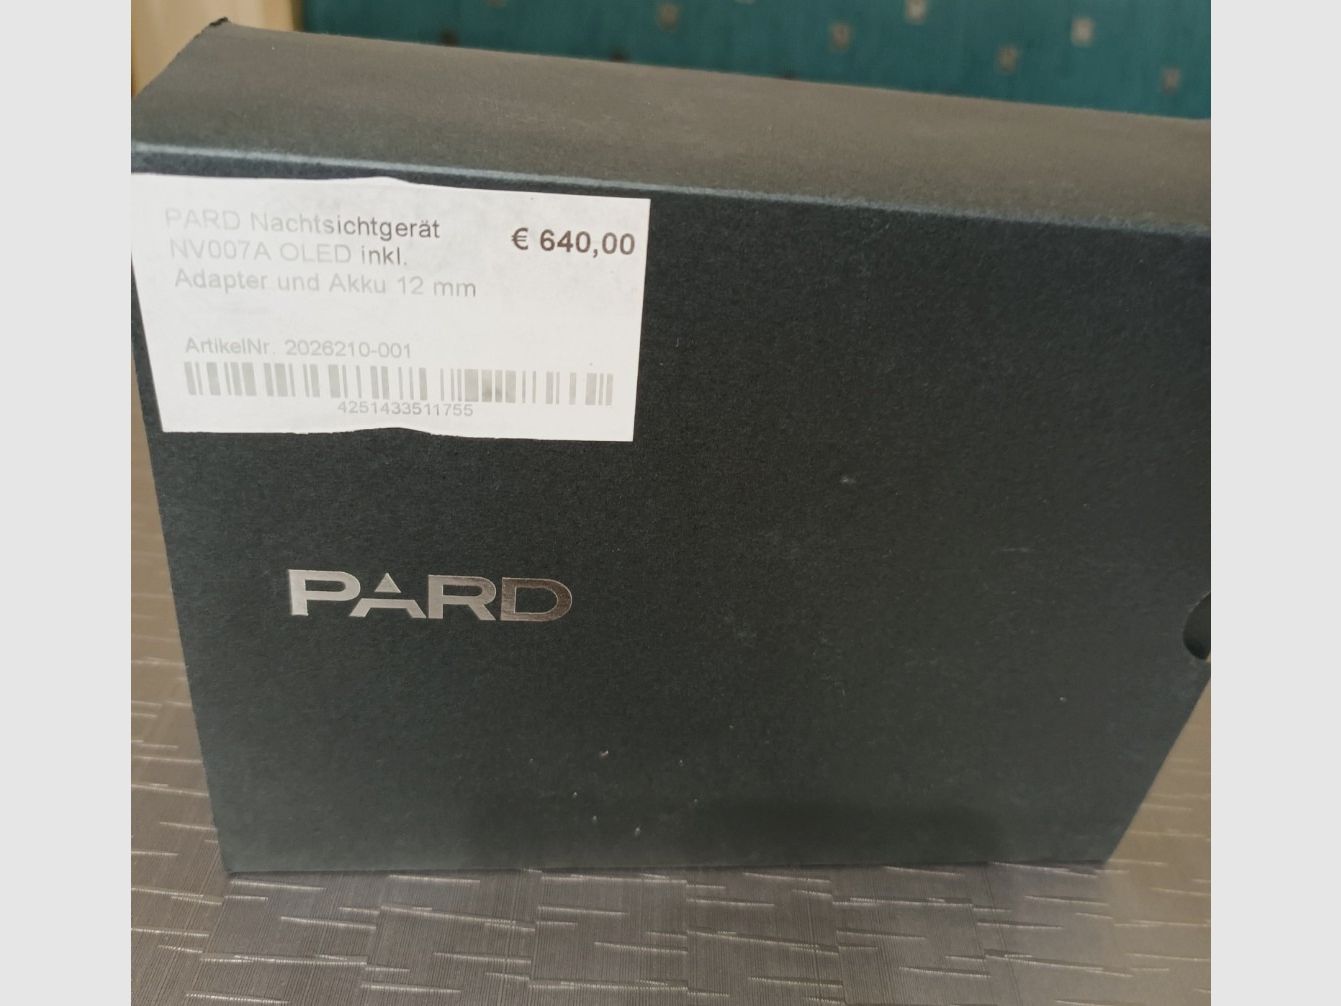 PARD Nachtsichtgerät € 640,00
NV007A OLED inkl.
Adapter und Akku 12 mm
ArtikelNr. 2026210-001
4251433511755
PARD